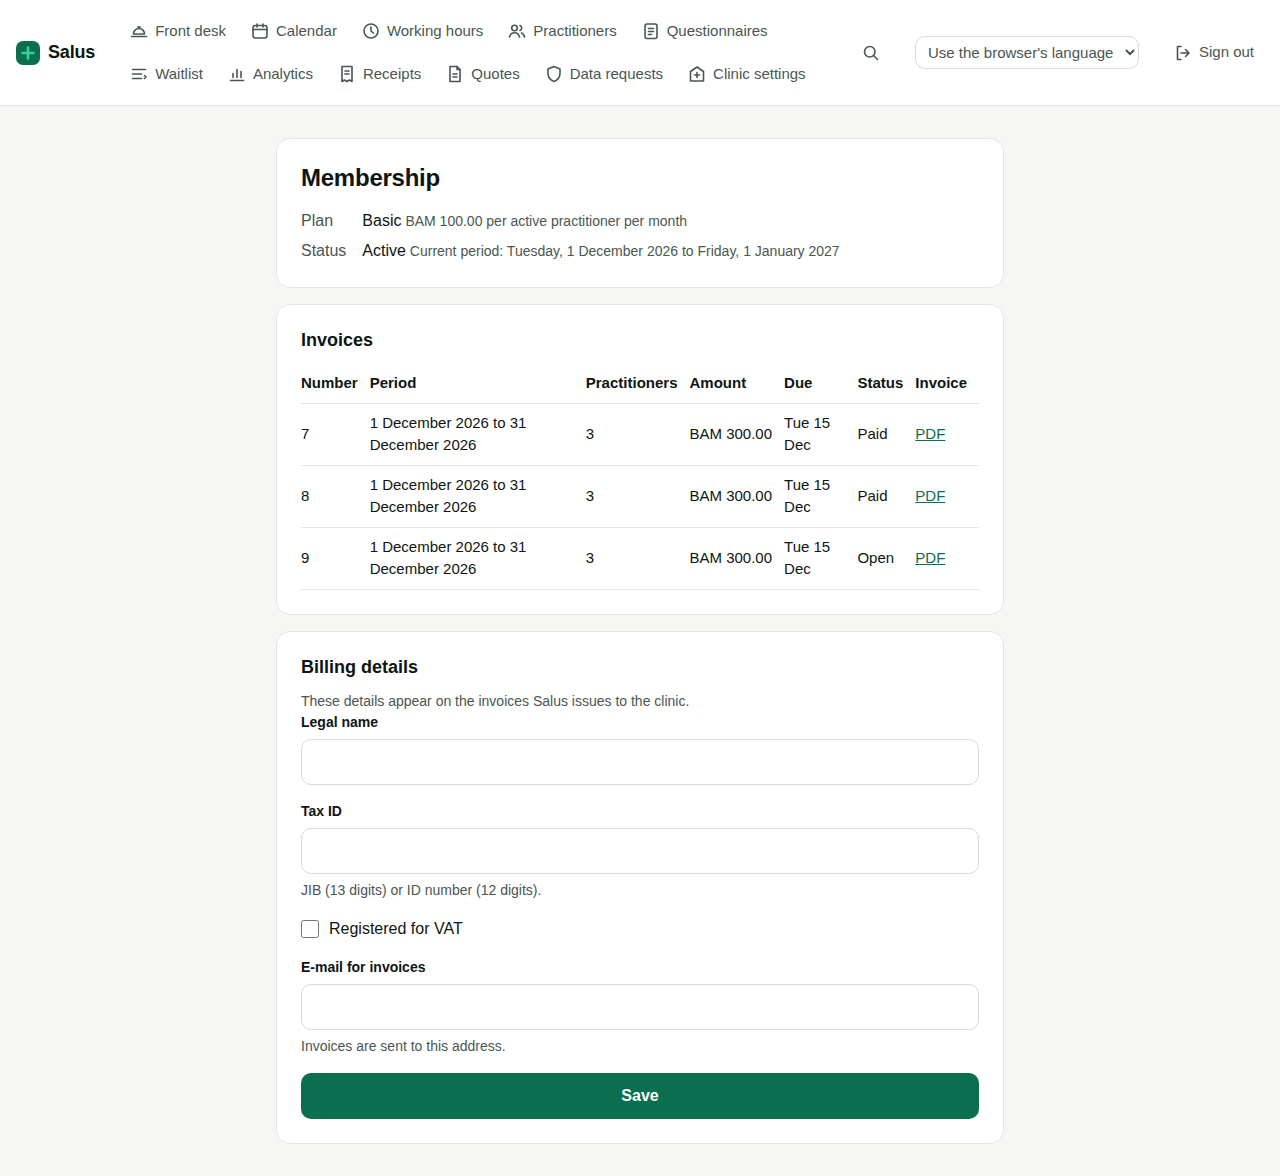 Salus
Front desk Calendar Working hours Practitioners Questionnaires
Waitlist Analytics Receipts Quotes Data requests Clinic settings
Use the browser's language
Sign out
Membership
Plan Basic BAM 100.00 per active practitioner per month
Status Active Current period: Tuesday, 1 December 2026 to Friday, 1 January 2027
Invoices
Number Period Practitioners Amount Due Status Invoice
7 1 December 2026 to 31 December 2026 3 BAM 300.00 Tue 15 Dec Paid PDF
8 1 December 2026 to 31 December 2026 3 BAM 300.00 Tue 15 Dec Paid PDF
9 1 December 2026 to 31 December 2026 3 BAM 300.00 Tue 15 Dec Open PDF
Billing details
These details appear on the invoices Salus issues to the clinic.
Legal name
Tax ID
JIB (13 digits) or ID number (12 digits).
Registered for VAT
E-mail for invoices
Invoices are sent to this address.
Save